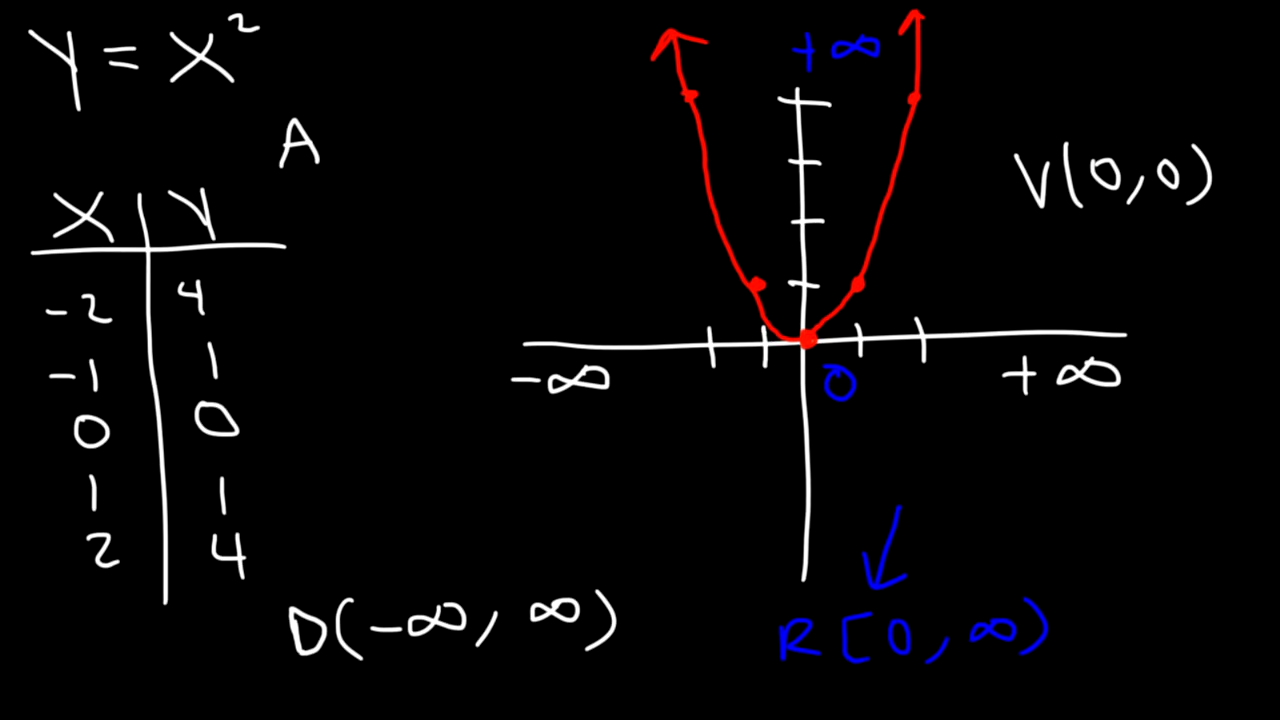 Y = X²
A
X Y
-2 4
-1 1
0 0
1 1
2 4
D(-∞, ∞)
+∞
V(0,0)
-∞ +∞
0
R[0, ∞)